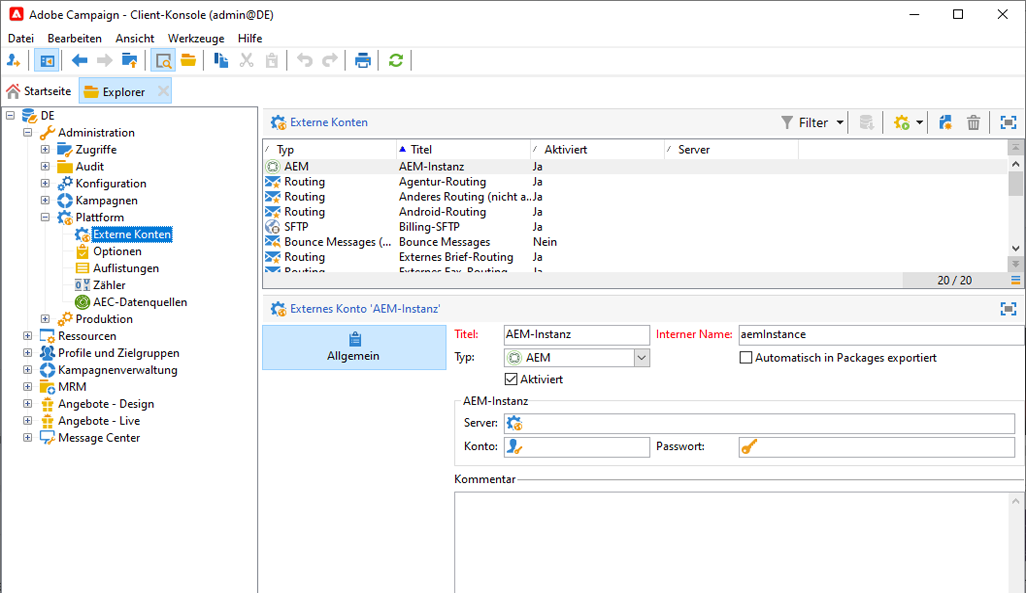 Adobe Campaign - Client-Konsole (admin@DE)
Datei Bearbeiten Ansicht Werkzeuge Hilfe
Startseite Explorer
DE
Administration
Zugriffe
Audit
Konfiguration
Kampagnen
Plattform
Externe Konten
Optionen
Auflistungen
Zähler
AEC-Datenquellen
Produktion
Ressourcen
Profile und Zielgruppen
Kampagnenverwaltung
MRM
Angebote - Design
Angebote - Live
Message Center
Externe Konten Filter
Typ Titel Aktiviert Server
AEM AEM-Instanz Ja
Routing Agentur-Routing Ja
Routing Anderes Routing (nicht a... Ja
Routing Android-Routing Ja
SFTP Billing-SFTP Ja
Bounce Messages (... Bounce Messages Nein
Routing Externes Brief-Routing Ja
Routing Externes Fax-Routing Ja
20 / 20
Externes Konto 'AEM-Instanz'
Allgemein
Titel: AEM-Instanz Interner Name: aemInstance
Typ: AEM Automatisch in Packages exportiert
Aktiviert
AEM-Instanz
Server:
Konto: Passwort:
Kommentar